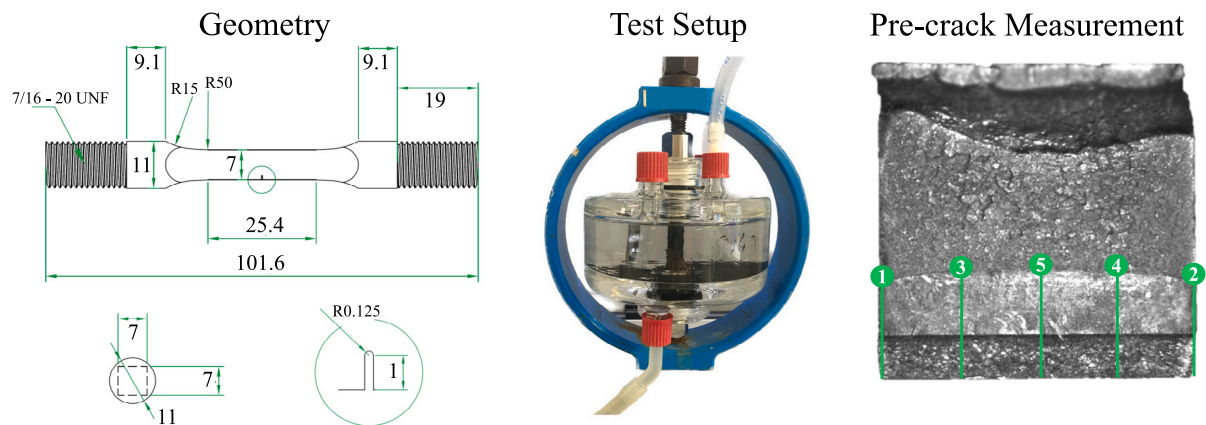 Geometry
Test Setup
Pre-crack Measurement
9.1
9.1
R15
R50
7/16 - 20 UNF
19
11
7
25.4
101.6
7
7
11
R0.125
1
1
3
5
4
2